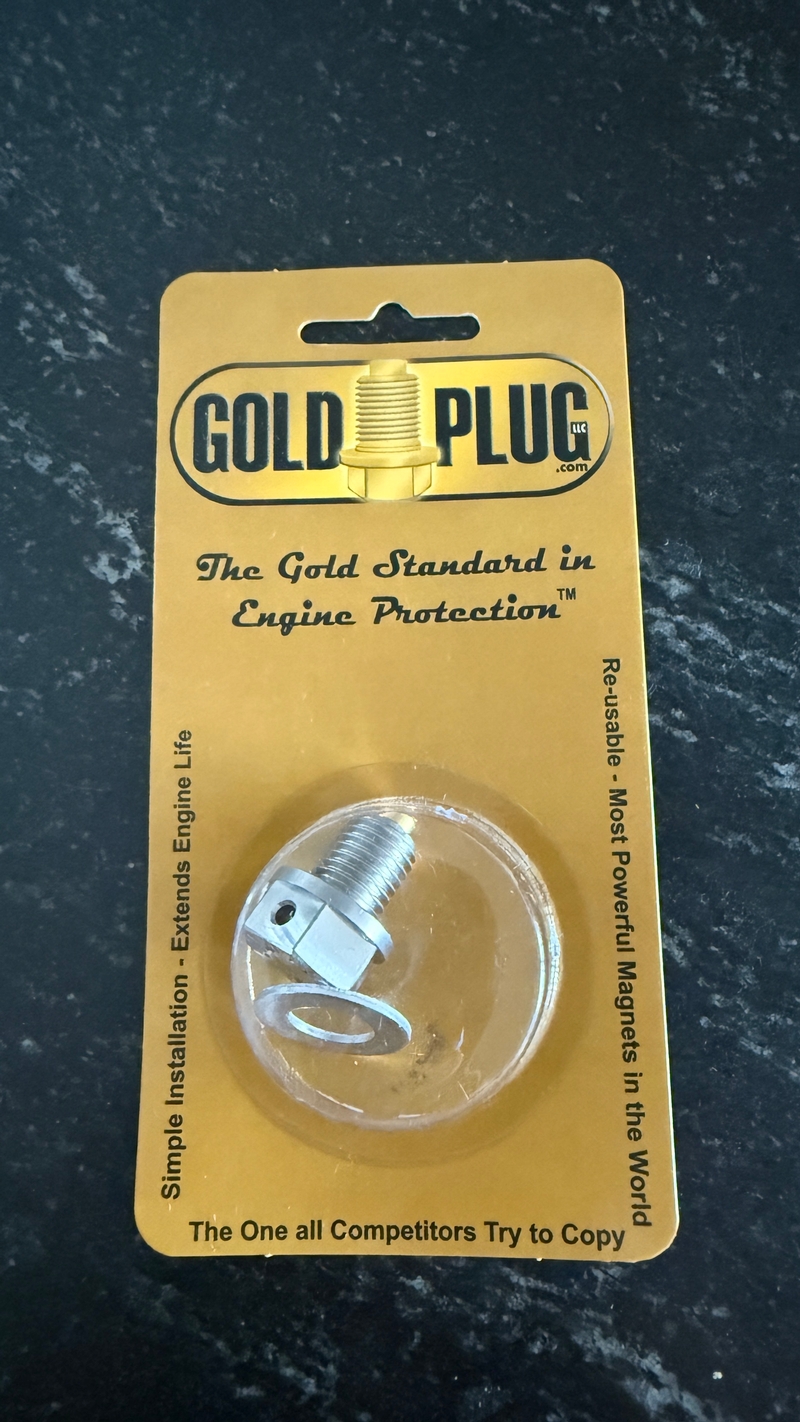 GOLD PLUG LLC
.com
The Gold Standard in
Engine Protection™
Simple Installation - Extends Engine Life
Re-usable - Most Powerful Magnets in the World
The One all Competitors Try to Copy